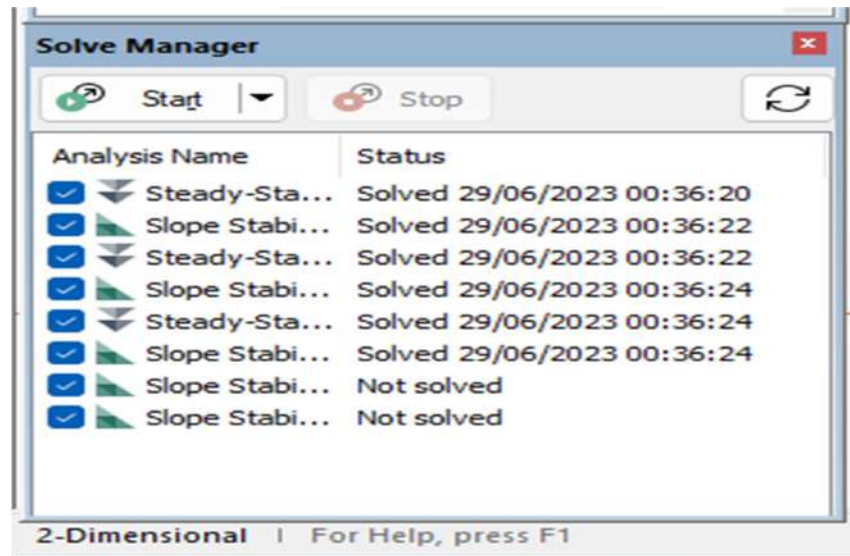 Solve Manager
Start Stop
Analysis Name Status
Steady-Sta... Solved 29/06/2023 00:36:20
Slope Stabi... Solved 29/06/2023 00:36:22
Steady-Sta... Solved 29/06/2023 00:36:22
Slope Stabi... Solved 29/06/2023 00:36:24
Steady-Sta... Solved 29/06/2023 00:36:24
Slope Stabi... Solved 29/06/2023 00:36:24
Slope Stabi... Not solved
Slope Stabi... Not solved
2-Dimensional | For Help, press F1